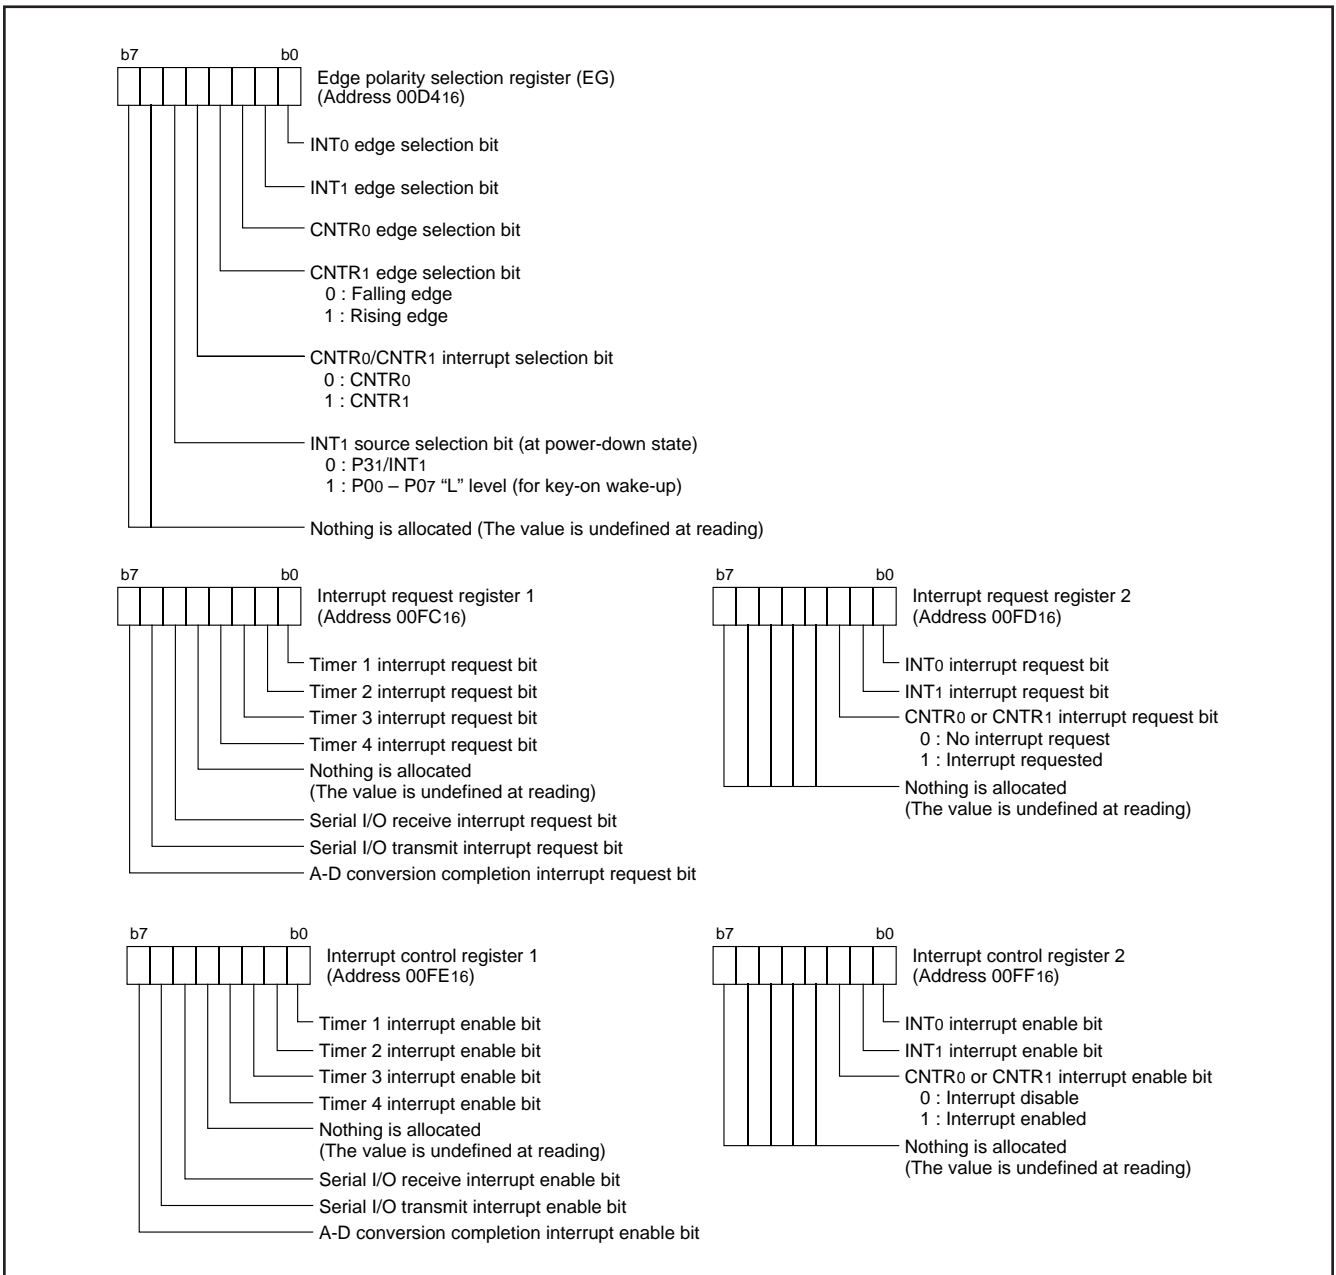 b7 b0
Edge polarity selection register (EG)
(Address 00D416)
INT0 edge selection bit
INT1 edge selection bit
CNTR0 edge selection bit
CNTR1 edge selection bit
0 : Falling edge
1 : Rising edge
CNTR0/CNTR1 interrupt selection bit
0 : CNTR0
1 : CNTR1
INT1 source selection bit (at power-down state)
0 : P31/INT1
1 : P00 – P07 “L” level (for key-on wake-up)
Nothing is allocated (The value is undefined at reading)
b7 b0
Interrupt request register 1
(Address 00FC16)
Timer 1 interrupt request bit
Timer 2 interrupt request bit
Timer 3 interrupt request bit
Timer 4 interrupt request bit
Nothing is allocated
(The value is undefined at reading)
Serial I/O receive interrupt request bit
Serial I/O transmit interrupt request bit
A-D conversion completion interrupt request bit
b7 b0
Interrupt request register 2
(Address 00FD16)
INT0 interrupt request bit
INT1 interrupt request bit
CNTR0 or CNTR1 interrupt request bit
0 : No interrupt request
1 : Interrupt requested
Nothing is allocated
(The value is undefined at reading)
b7 b0
Interrupt control register 1
(Address 00FE16)
Timer 1 interrupt enable bit
Timer 2 interrupt enable bit
Timer 3 interrupt enable bit
Timer 4 interrupt enable bit
Nothing is allocated
(The value is undefined at reading)
Serial I/O receive interrupt enable bit
Serial I/O transmit interrupt enable bit
A-D conversion completion interrupt enable bit
b7 b0
Interrupt control register 2
(Address 00FF16)
INT0 interrupt enable bit
INT1 interrupt enable bit
CNTR0 or CNTR1 interrupt enable bit
0 : Interrupt disable
1 : Interrupt enabled
Nothing is allocated
(The value is undefined at reading)